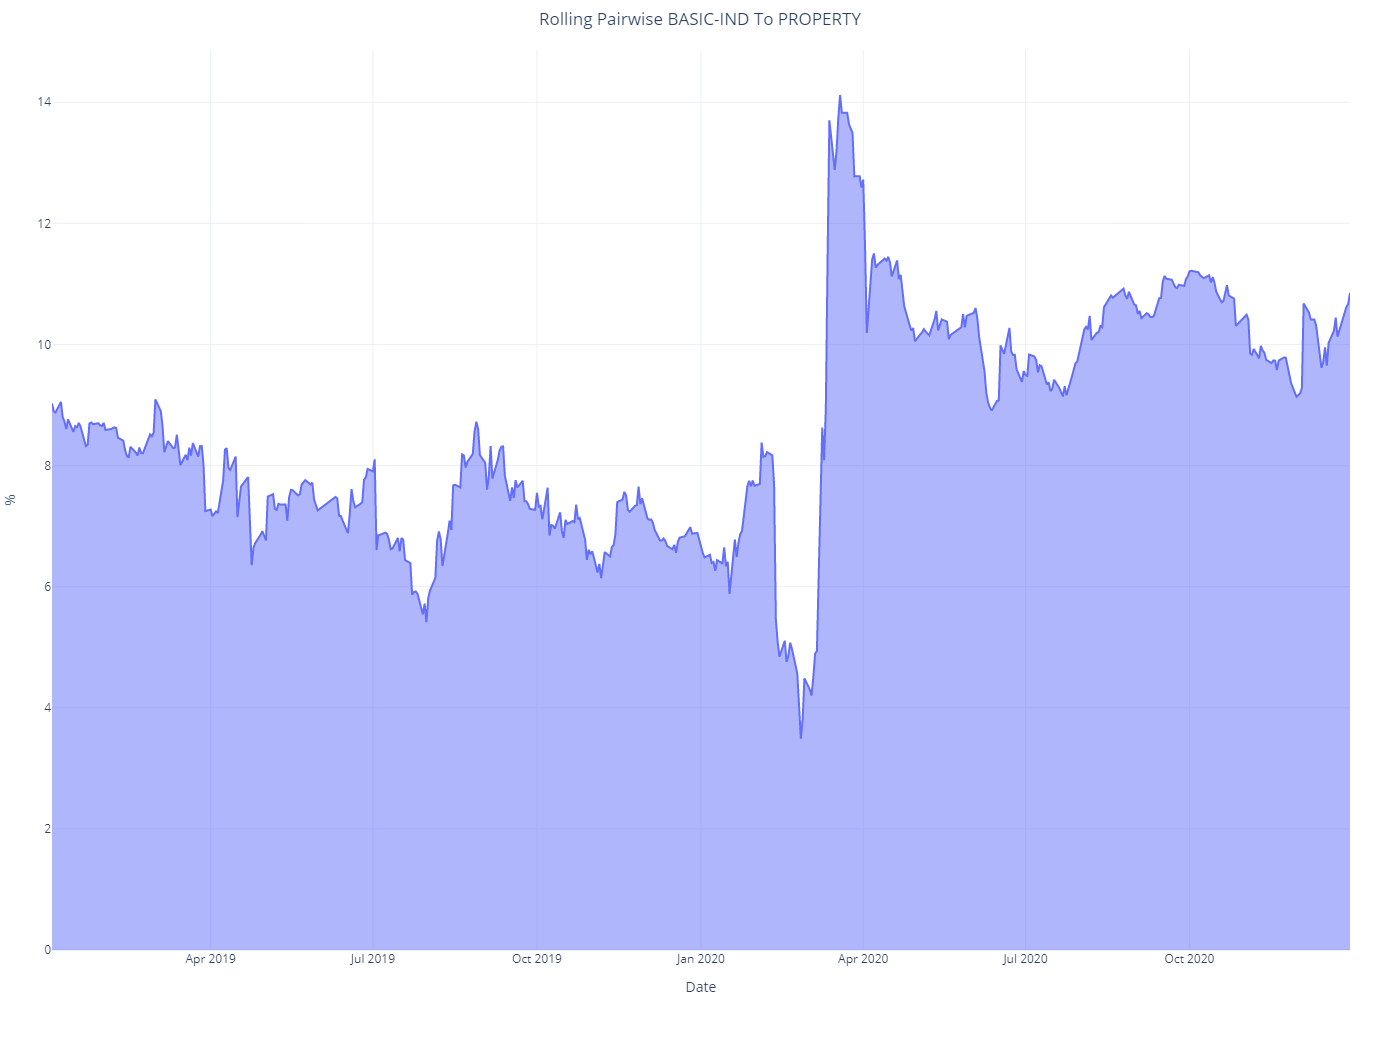 Rolling Pairwise BASIC-IND To PROPERTY
14
12
10
8
6
4
2
0
%
Apr 2019
Jul 2019
Oct 2019
Jan 2020
Apr 2020
Jul 2020
Oct 2020
Date